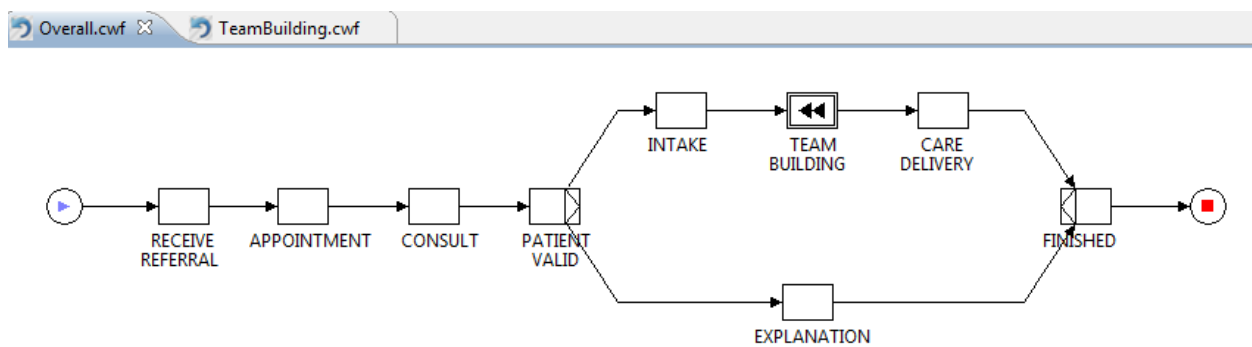 Overall.cwf
TeamBuilding.cwf
INTAKE
TEAM
BUILDING
CARE
DELIVERY
RECEIVE
REFERRAL
APPOINTMENT
CONSULT
PATIENT
VALID
FINISHED
EXPLANATION